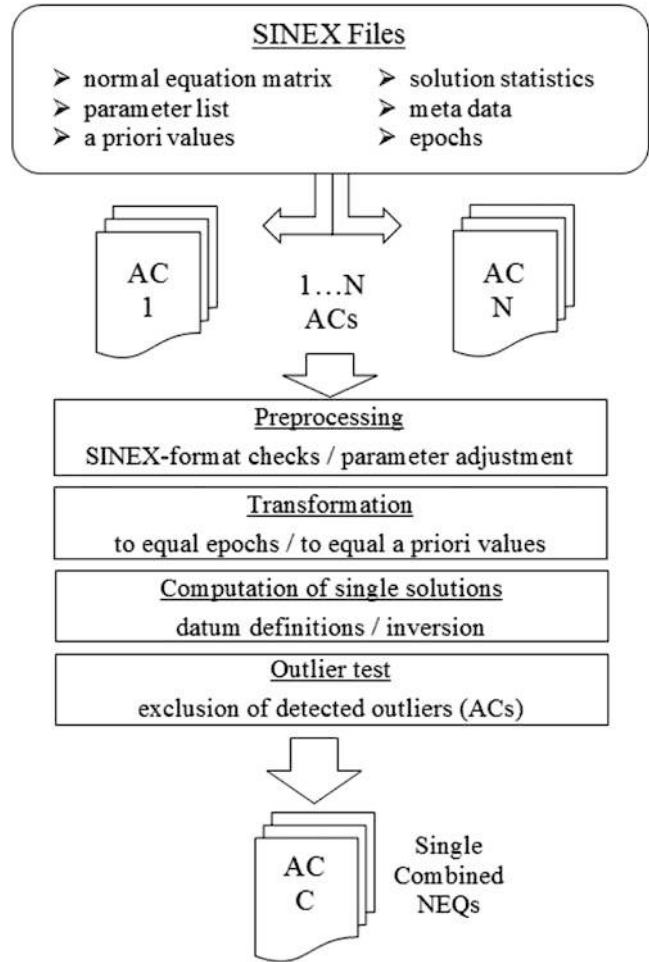 SINEX Files
➢ normal equation matrix
➢ parameter list
➢ a priori values
➢ solution statistics
➢ meta data
➢ epochs
AC
1
1…N
ACs
AC
N
Preprocessing
SINEX-format checks / parameter adjustment
Transformation
to equal epochs / to equal a priori values
Computation of single solutions
datum definitions / inversion
Outlier test
exclusion of detected outliers (ACs)
AC
C
Single
Combined
NEQs